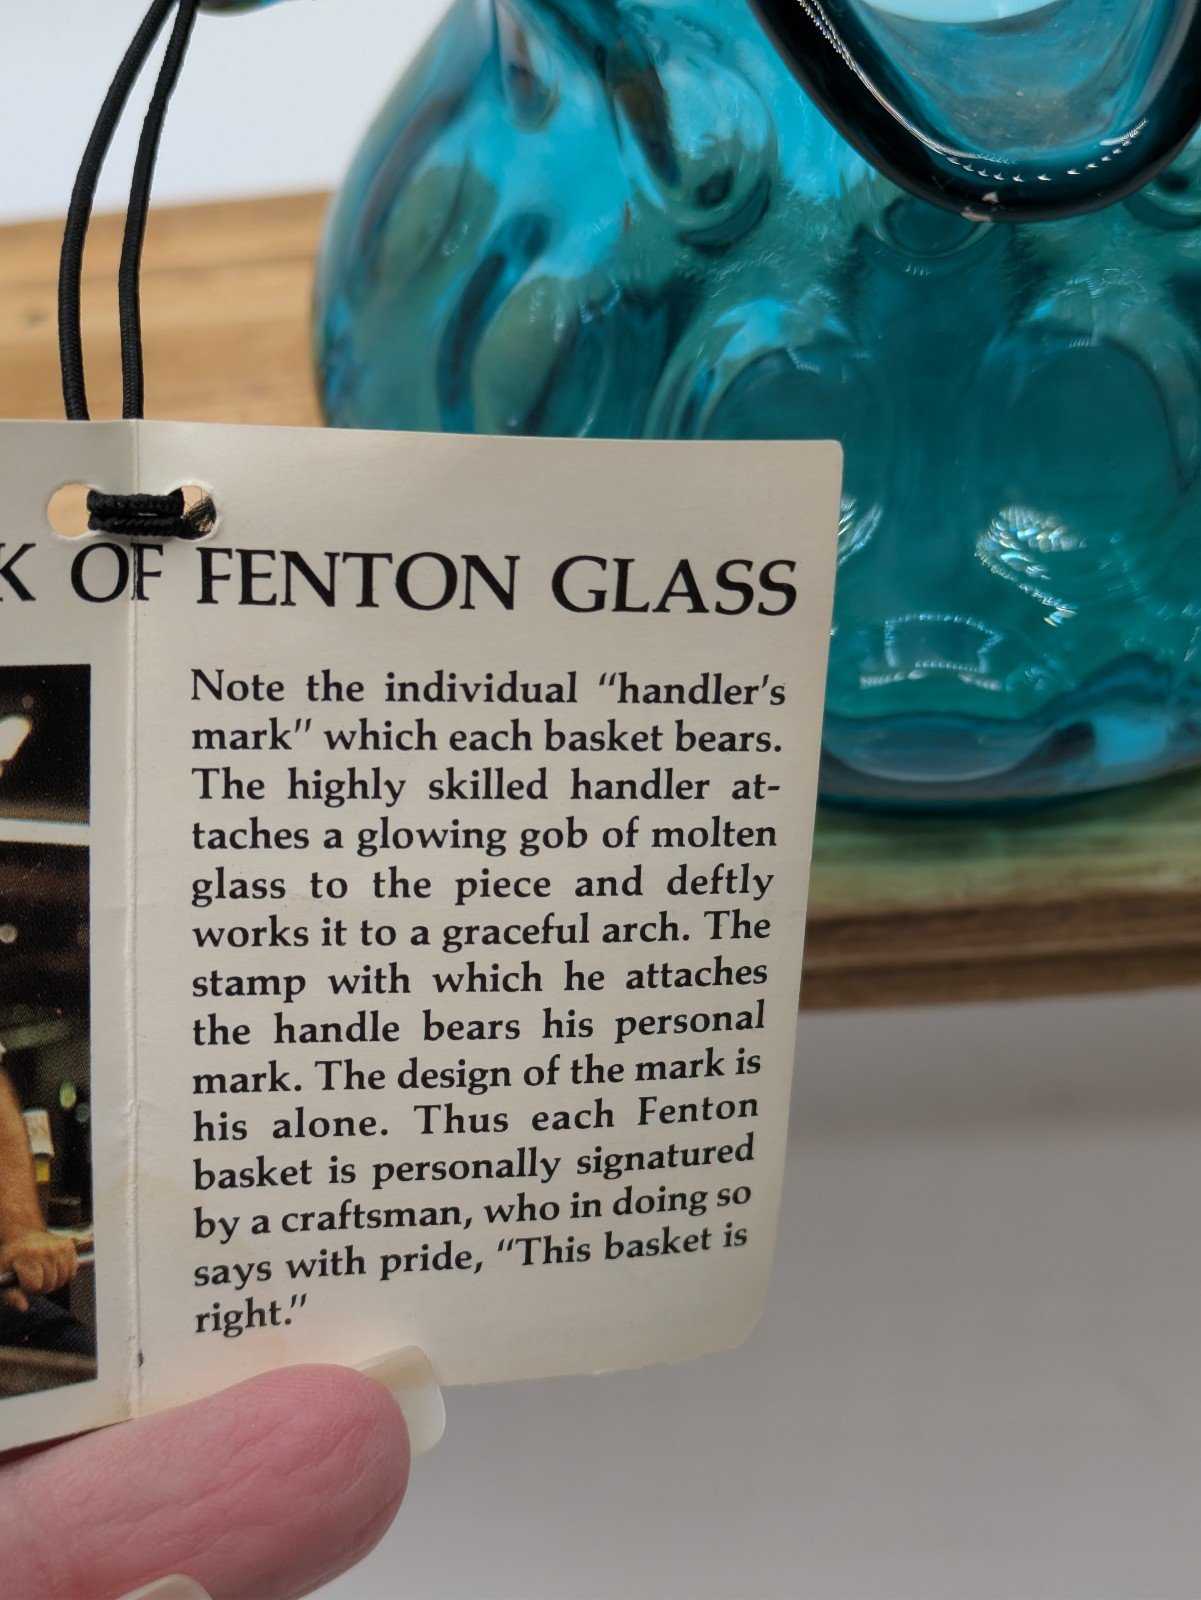 K OF FENTON GLASS
Note the individual "handler's
mark" which each basket bears.
The highly skilled handler at-
taches a glowing gob of molten
glass to the piece and deftly
works it to a graceful arch. The
stamp with which he attaches
the handle bears his personal
mark. The design of the mark is
his alone. Thus each Fenton
basket is personally signatured
by a craftsman, who in doing so
says with pride, "This basket is
right."